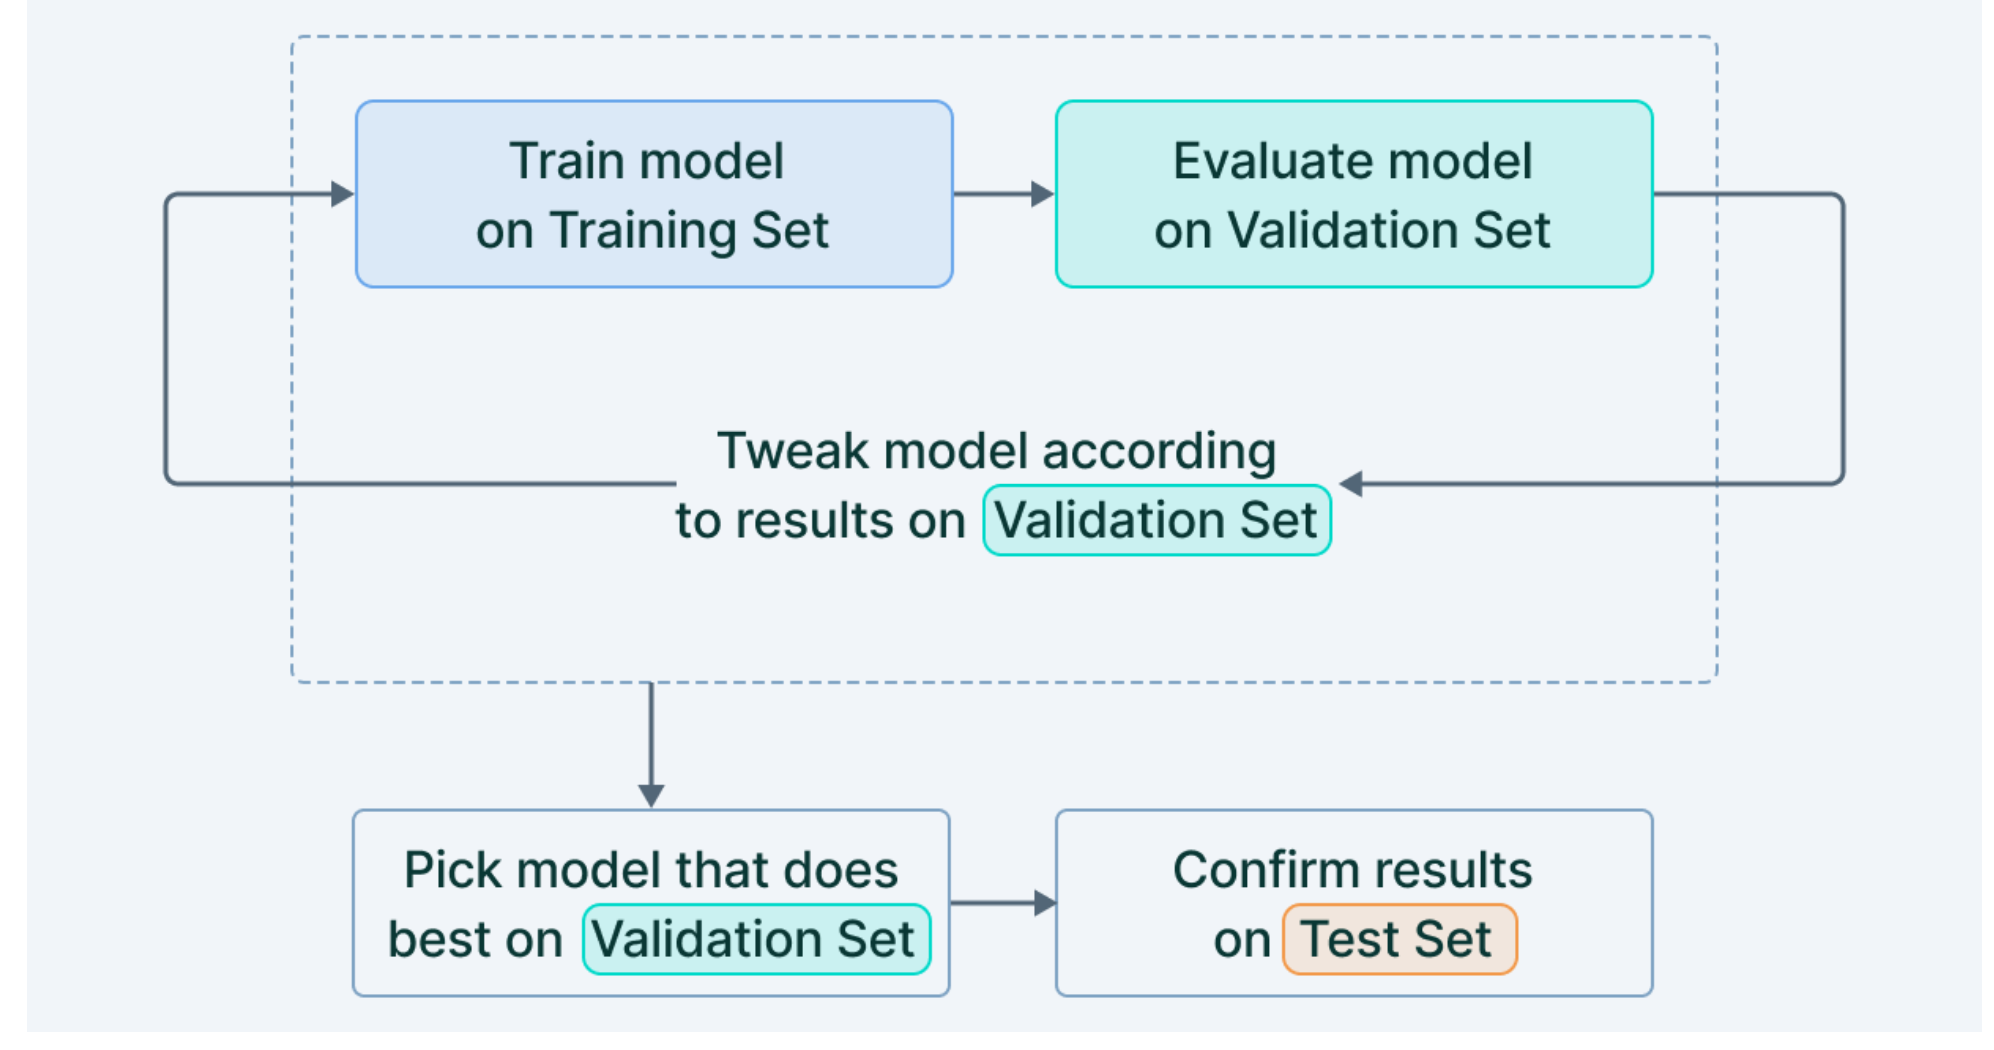 Train model
on Training Set
Evaluate model
on Validation Set
Tweak model according
to results on Validation Set
Pick model that does
best on Validation Set
Confirm results
on Test Set